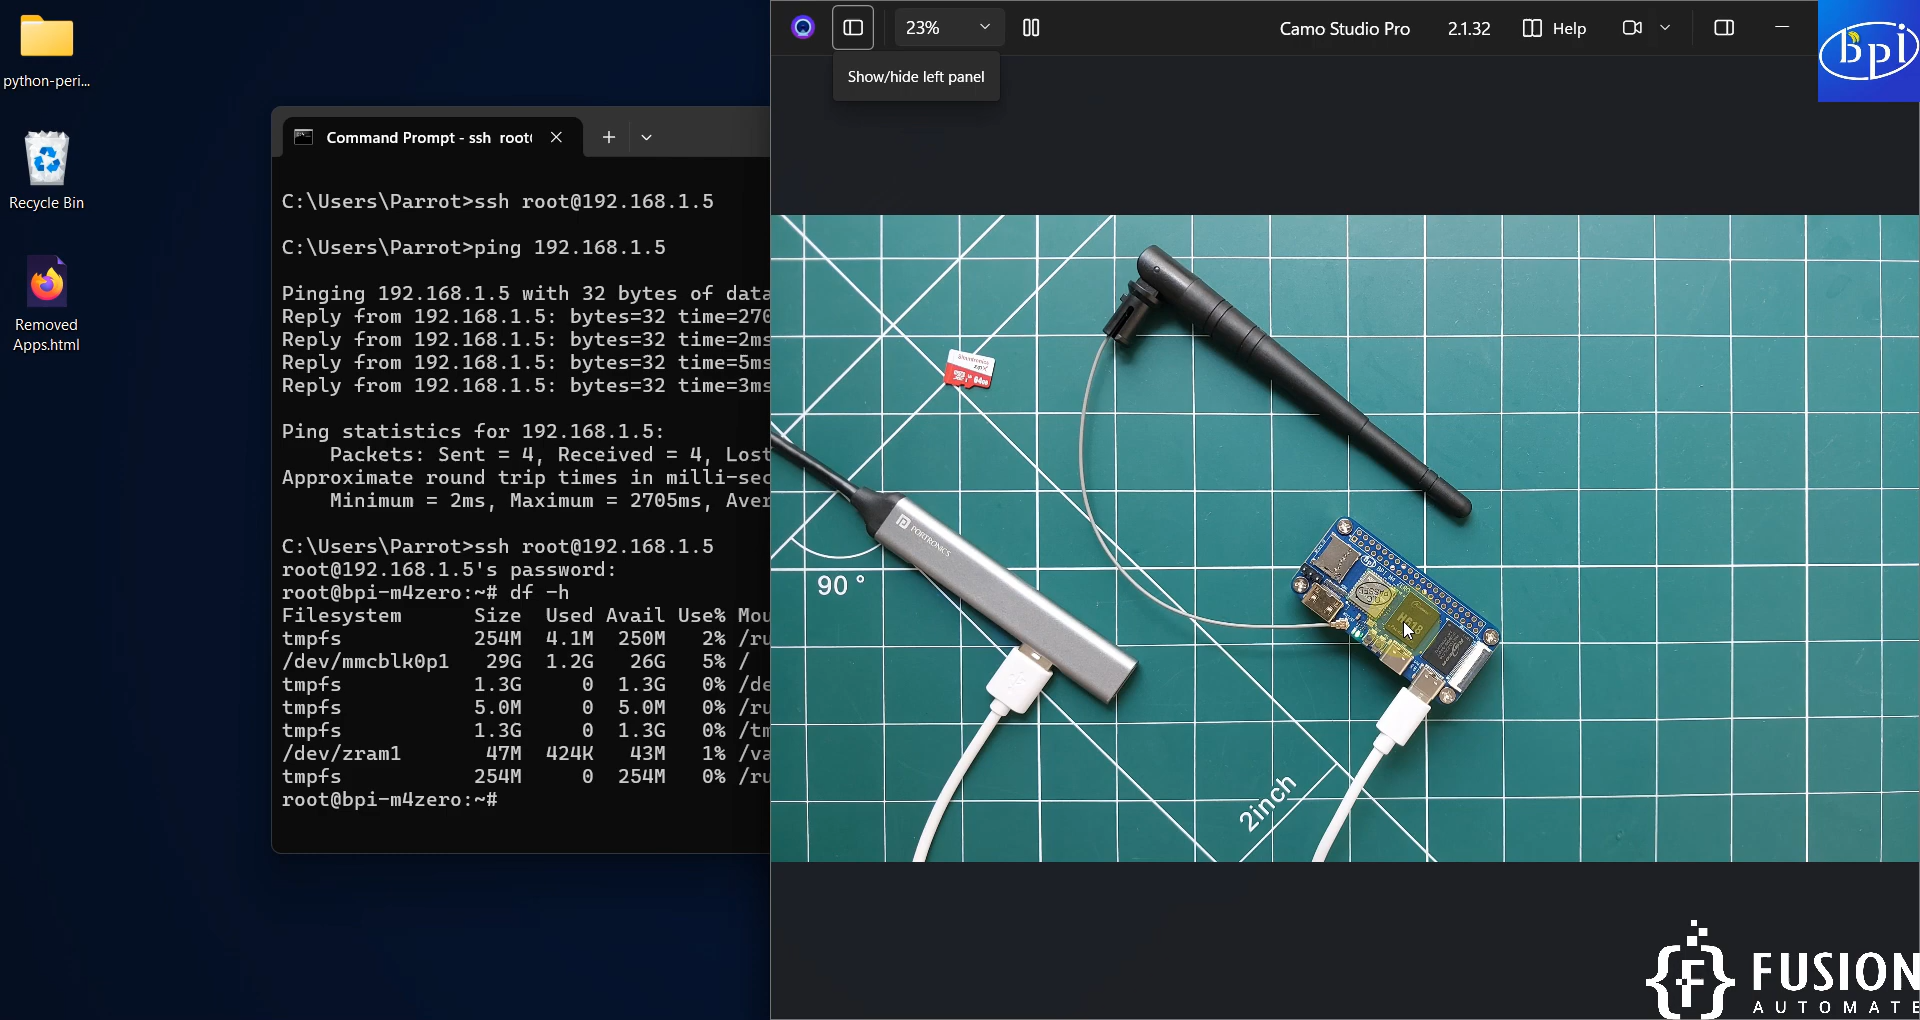 python-peri...
Recycle Bin
Removed
Apps.html
Command Prompt - ssh root(
C:\Users\Parrot>ssh root@192.168.1.5
C:\Users\Parrot>ping 192.168.1.5
Pinging 192.168.1.5 with 32 bytes of data
Reply from 192.168.1.5: bytes=32 time=270
Reply from 192.168.1.5: bytes=32 time=2ms
Reply from 192.168.1.5: bytes=32 time=5ms
Reply from 192.168.1.5: bytes=32 time=3ms
Ping statistics for 192.168.1.5:
Packets: Sent = 4, Received = 4, Lost
Approximate round trip times in milli-sec
Minimum = 2ms, Maximum = 2705ms, Aver
C:\Users\Parrot>ssh root@192.168.1.5
root@192.168.1.5's password:
root@bpi-m4zero:~# df -h
Filesystem Size Used Avail Use% Mou
tmpfs 254M 4.1M 250M 2% /ru
/dev/mmcblk0p1 29G 1.2G 26G 5% /
tmpfs 1.3G 0 1.3G 0% /de
tmpfs 5.0M 0 5.0M 0% /ru
tmpfs 1.3G 0 1.3G 0% /tm
/dev/zram1 47M 424K 43M 1% /va
tmpfs 254M 0 254M 0% /ru
root@bpi-m4zero:~#
23%
Camo Studio Pro
2.1.32
Help
Show/hide left panel
bpi
PORTRONICS
90 °
64GB
H618
2inch
FUSION
AUTOMATE